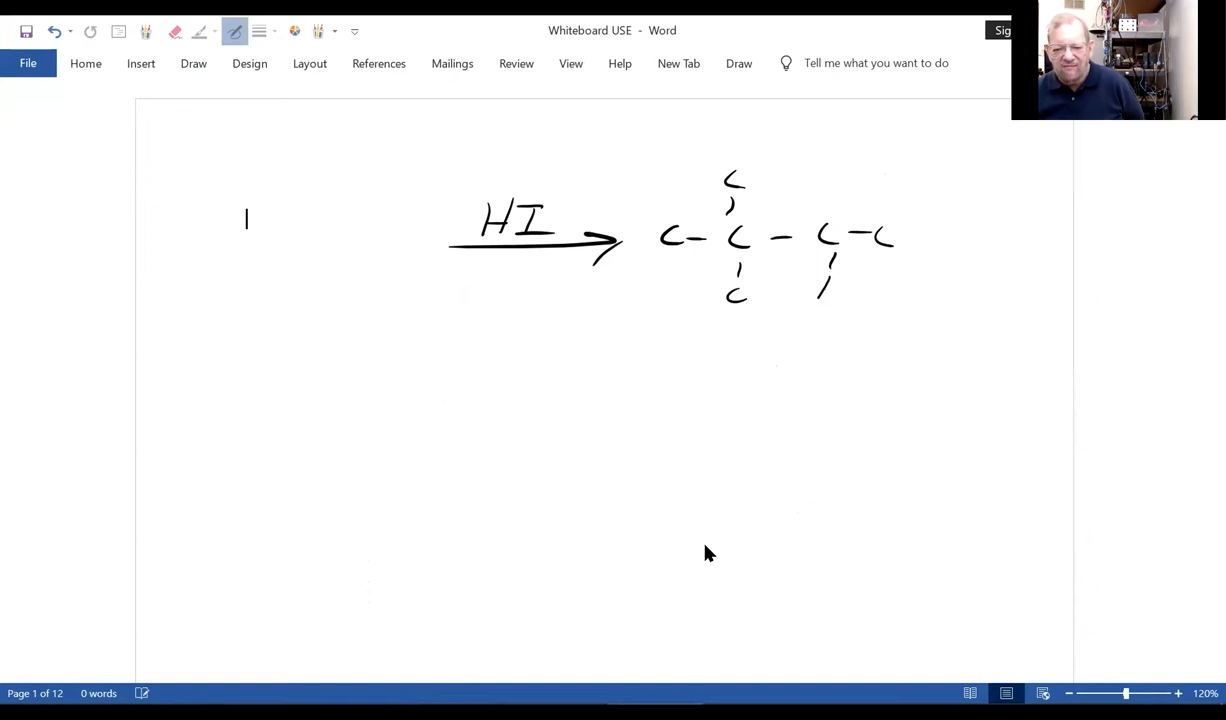 Whiteboard USE - Word
Sig
File Home Insert Draw Design Layout References Mailings Review View Help New Tab Draw Tell me what you want to do
C
HI
C - C - C - C
C
Page 1 of 12 0 words
120%